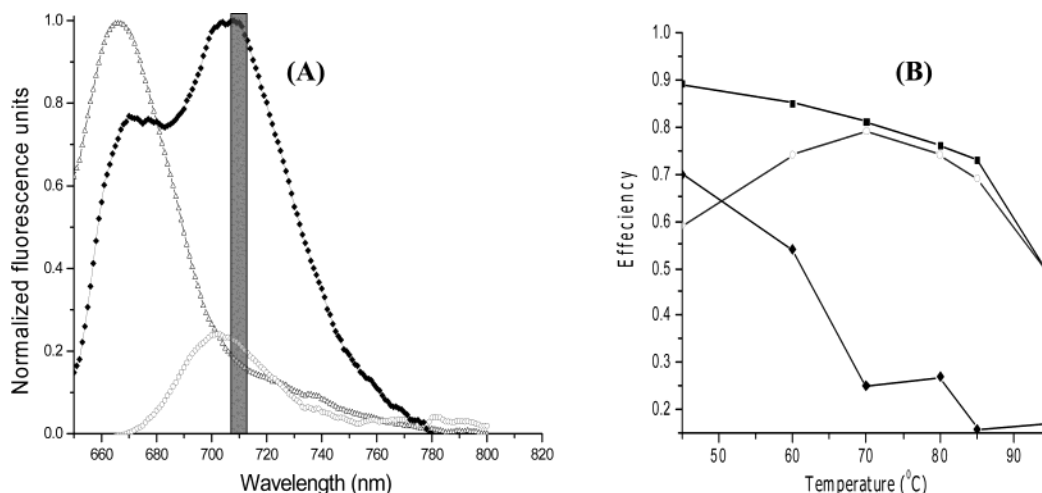 (A)
Normalized fluorescence units
1.0
0.8
0.6
0.4
0.2
0.0
660 680 700 720 740 760 780 800 820
Wavelength (nm)
(B)
Effeciency
1.0
0.9
0.8
0.7
0.6
0.5
0.4
0.3
0.2
50 60 70 80 90
Temperature (⁰C)